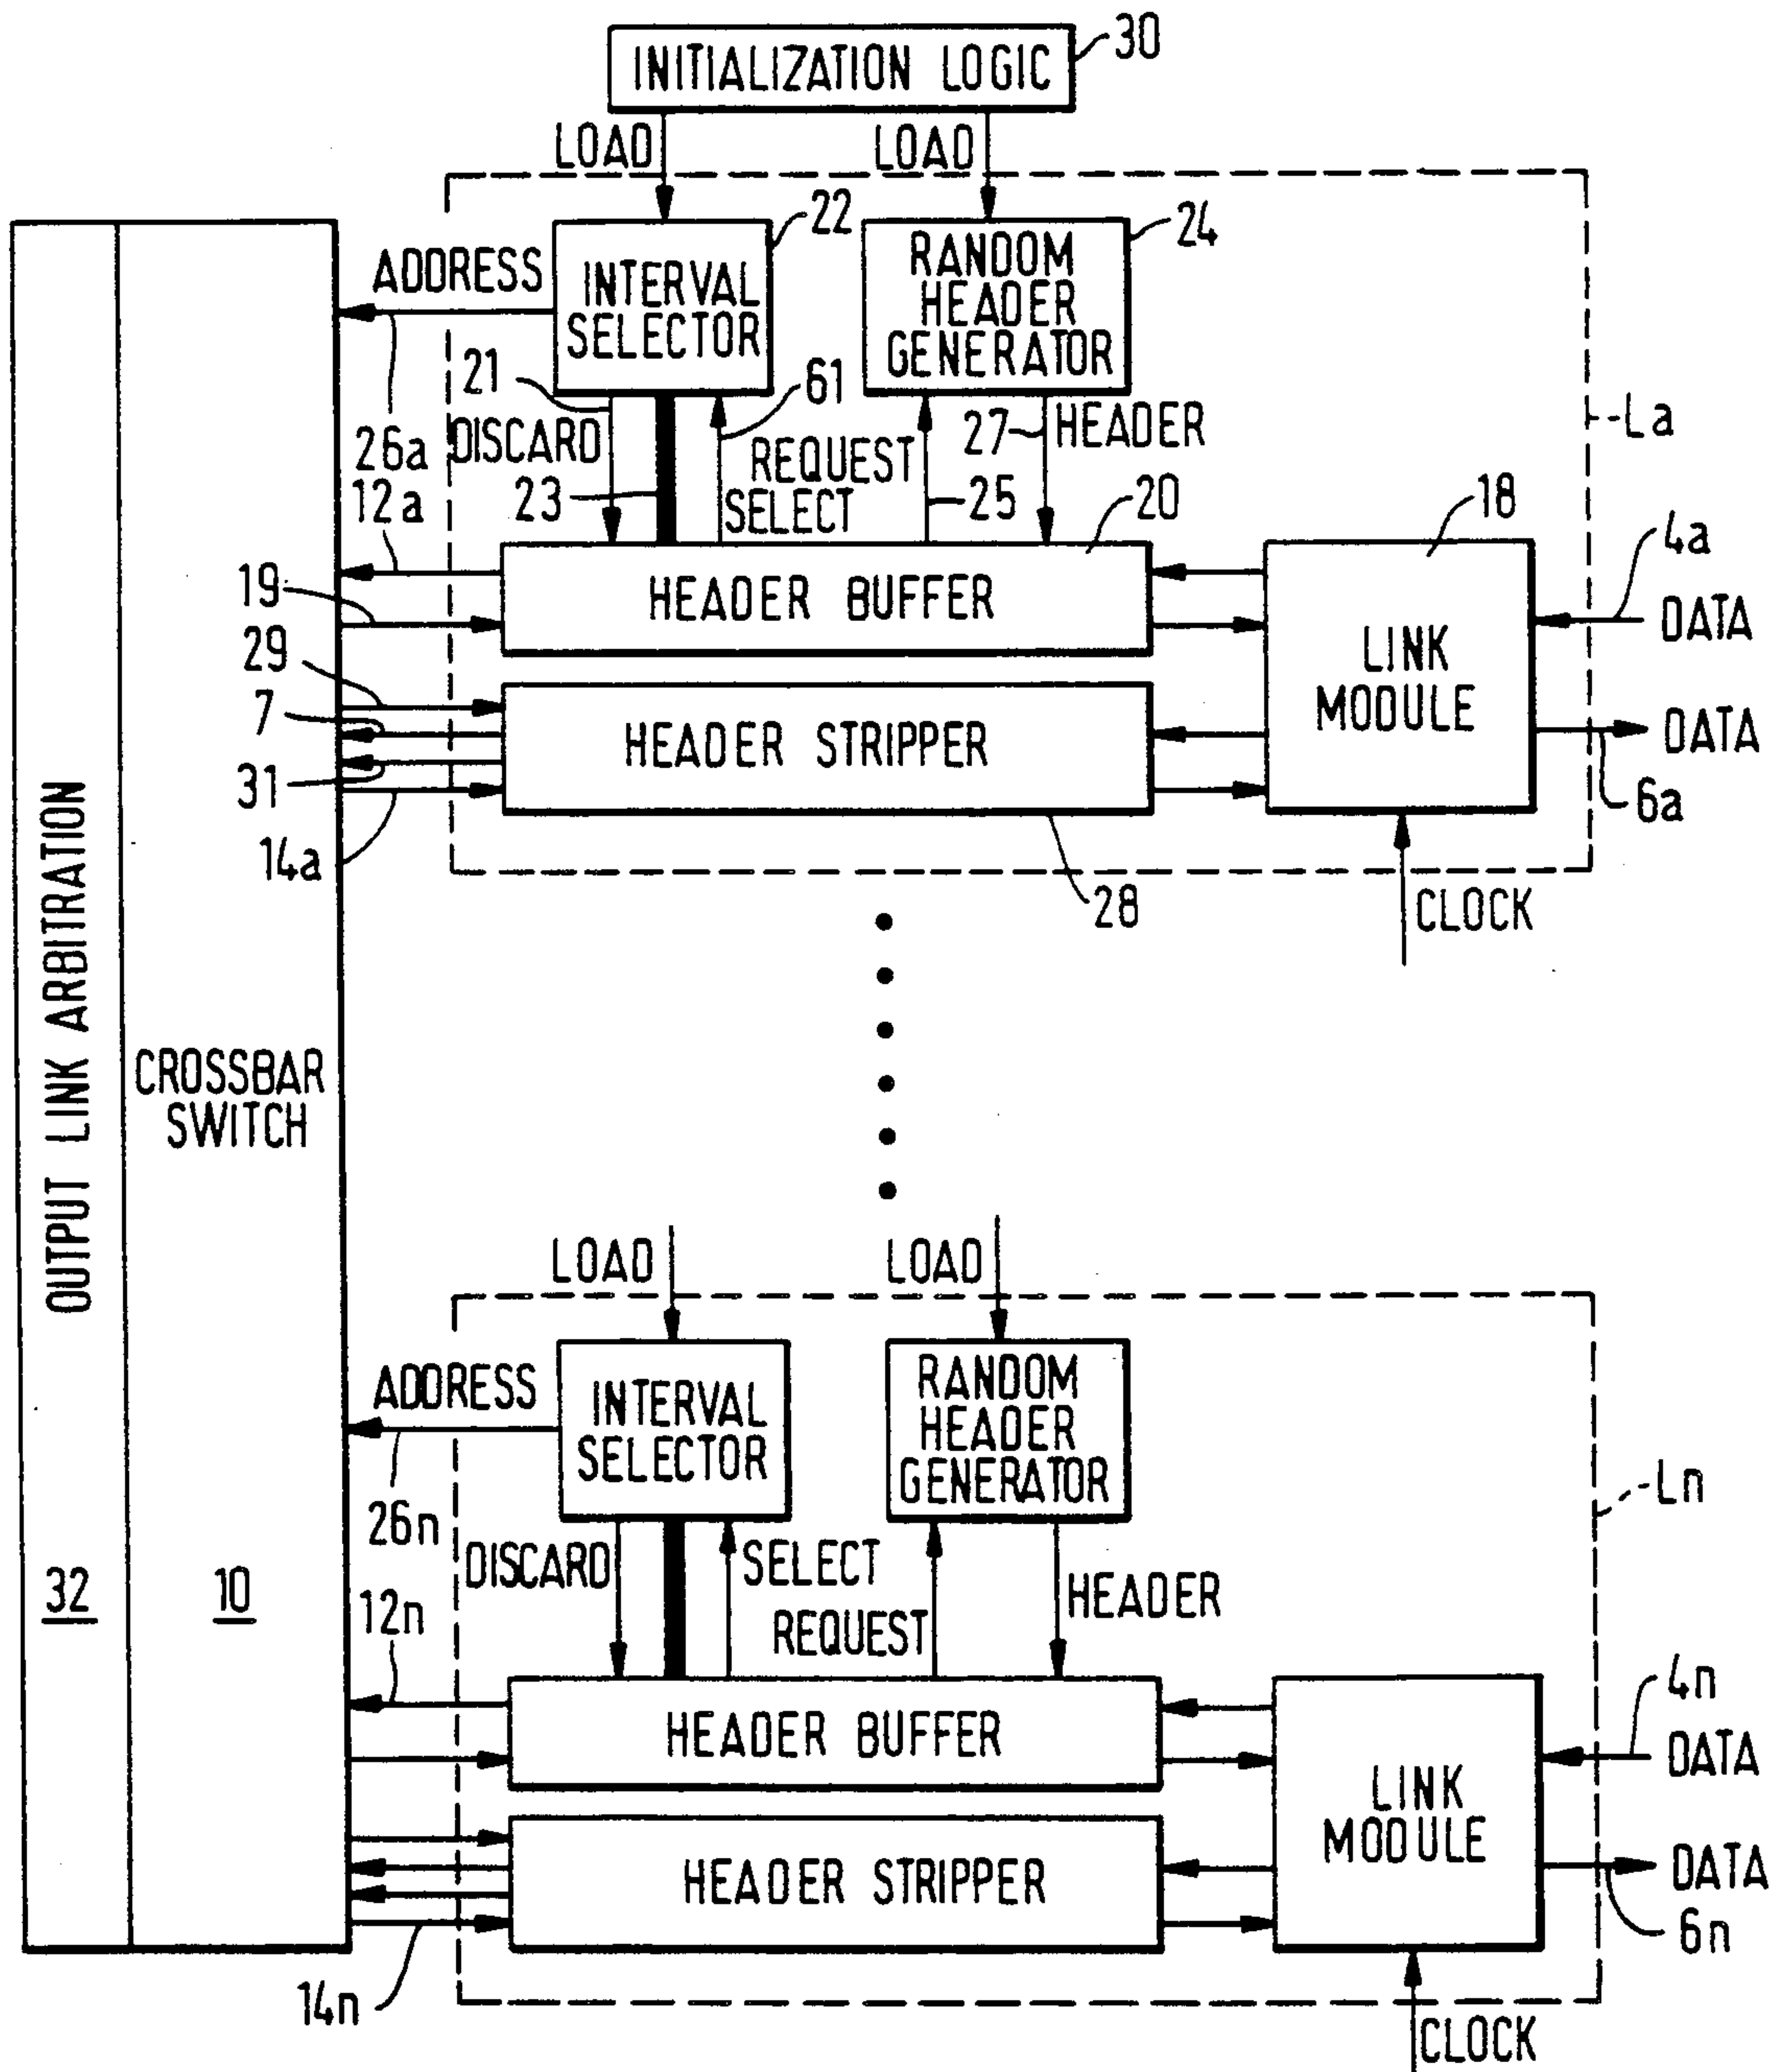 INITIALIZATION LOGIC
30
LOAD
LOAD
22
24
ADDRESS
INTERVAL
SELECTOR
RANDOM
HEADER
GENERATOR
21
61
26a
DISCARD
27
HEADER
La
12a
23
REQUEST
SELECT
25
20
18
4a
19
HEADER BUFFER
DATA
29
LINK
MODULE
7
HEADER STRIPPER
DATA
31
6a
14a
28
CLOCK
OUTPUT LINK ARBITRATION
CROSSBAR
SWITCH
LOAD
LOAD
ADDRESS
INTERVAL
SELECTOR
RANDOM
HEADER
GENERATOR
26n
Ln
DISCARD
SELECT
HEADER
32
10
12n
REQUEST
4n
HEADER BUFFER
DATA
LINK
MODULE
HEADER STRIPPER
DATA
6n
14n
CLOCK